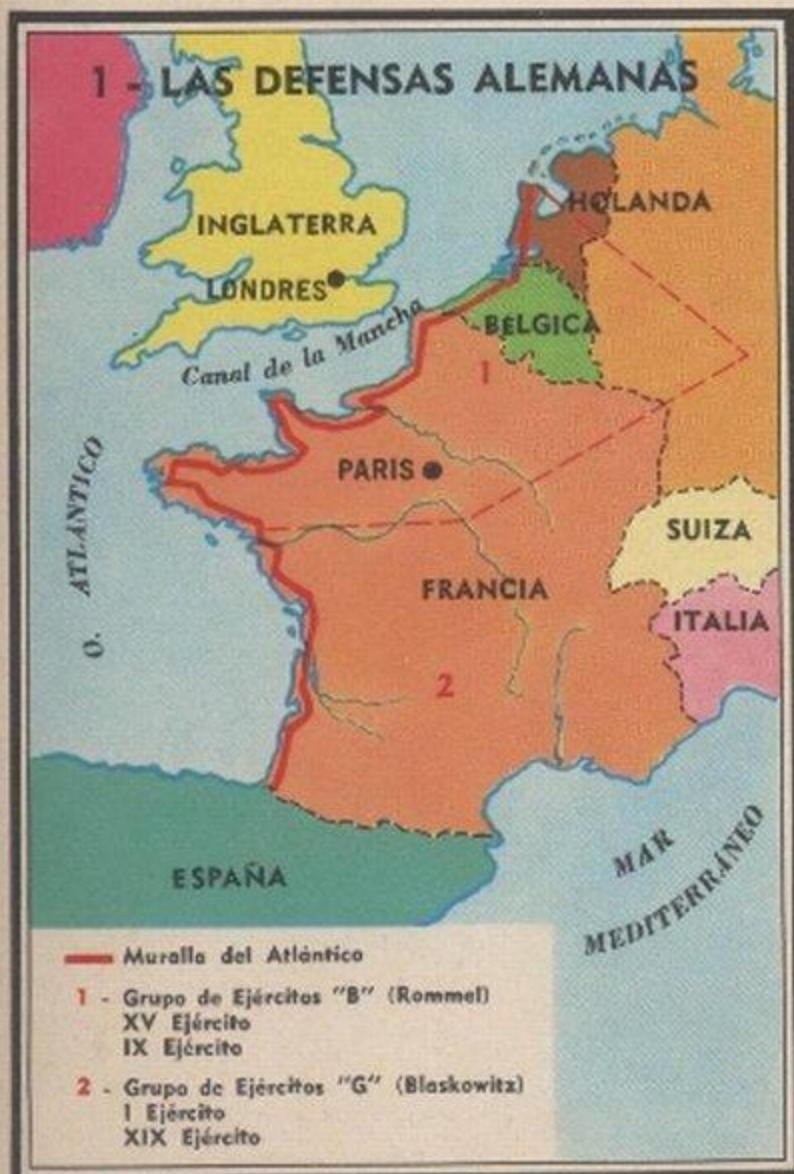 1 - LAS DEFENSAS ALEMANAS
INGLATERRA
LONDRES
HOLANDA
BELGICA
Canal de la Mancha
1
PARIS
O. ATLANTICO
SUIZA
FRANCIA
ITALIA
2
ESPAÑA
MAR
MEDITERRÁNEO
Muralla del Atlántico
1 - Grupo de Ejércitos "B" (Rommel)
XV Ejército
IX Ejército
2 - Grupo de Ejércitos "G" (Blaskowitz)
1 Ejército
XIX Ejército